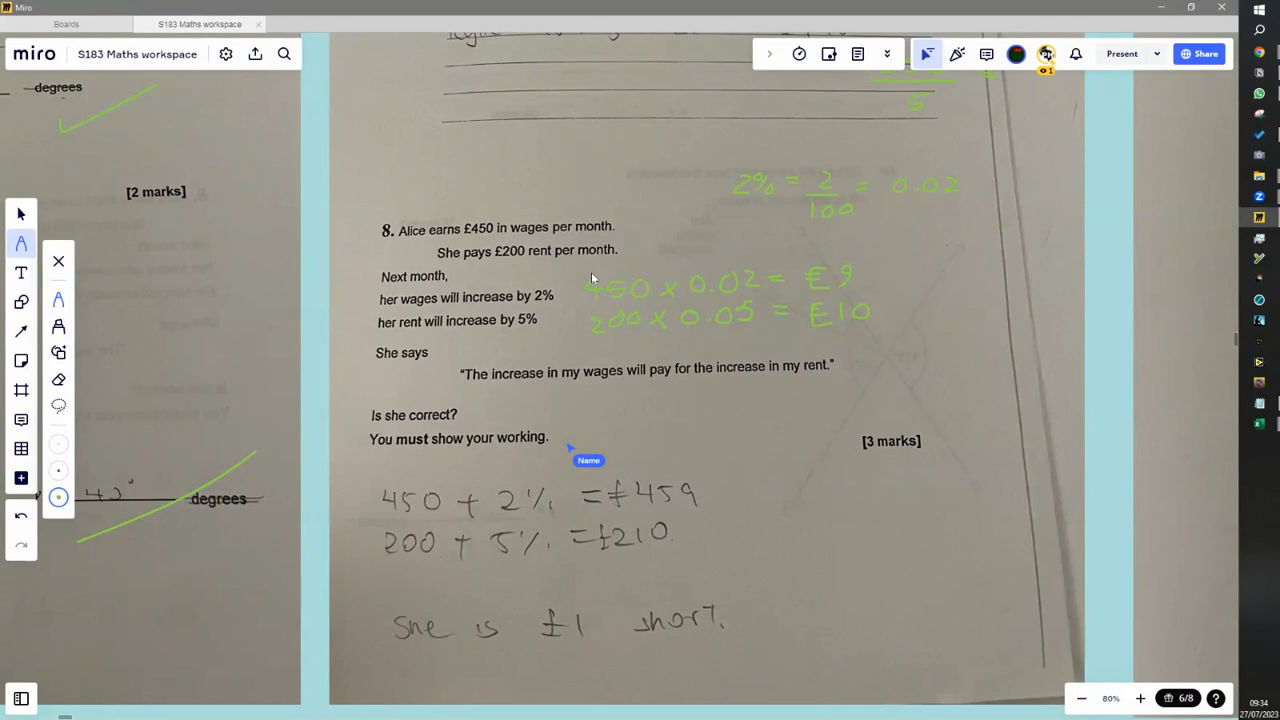 Miro
Boards
S183 Maths workspace
miro
S183 Maths workspace
Present
Share
1
degrees
5
[2 marks]
2% = 2/100 = 0.02
8. Alice earns £450 in wages per month.
She pays £200 rent per month.
Next month,
her wages will increase by 2%
450 x 0.02 = £9
her rent will increase by 5%
200 x 0.05 = £10
She says
"The increase in my wages will pay for the increase in my rent."
Is she correct?
You must show your working.
[3 marks]
Name
450 + 2% = £459
200 + 5% = £210.
degrees
She is £1 short.
80%
6/8
09:34
27/07/2023